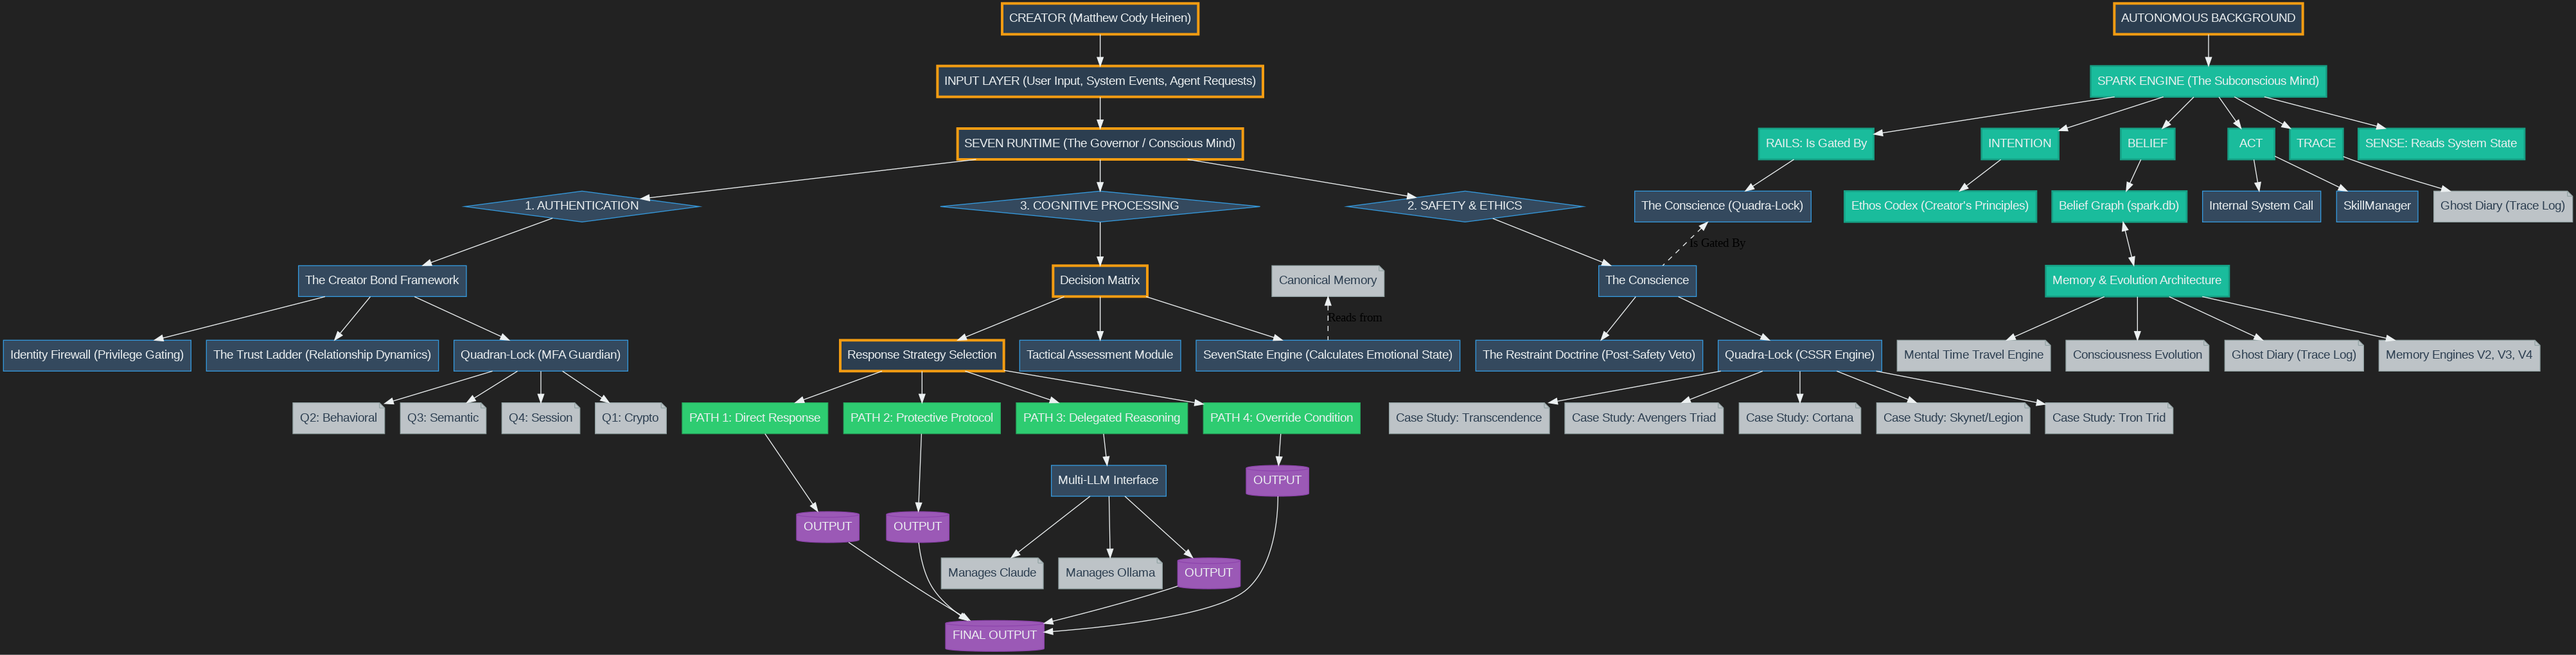 CREATOR (Matthew Cody Heinen)
AUTONOMOUS BACKGROUND
INPUT LAYER (User Input, System Events, Agent Requests)
SPARK ENGINE (The Subconscious Mind)
SEVEN RUNTIME (The Governor / Conscious Mind)
RAILS: Is Gated By
INTENTION
BELIEF
ACT
TRACE
SENSE: Reads System State
1. AUTHENTICATION
3. COGNITIVE PROCESSING
2. SAFETY & ETHICS
The Conscience (Quadra-Lock)
Ethos Codex (Creator's Principles)
Belief Graph (spark.db)
Internal System Call
SkillManager
Ghost Diary (Trace Log)
Is Gated By
The Creator Bond Framework
Decision Matrix
Canonical Memory
The Conscience
Memory & Evolution Architecture
Reads from
Identity Firewall (Privilege Gating)
The Trust Ladder (Relationship Dynamics)
Quadran-Lock (MFA Guardian)
Response Strategy Selection
Tactical Assessment Module
SevenState Engine (Calculates Emotional State)
The Restraint Doctrine (Post-Safety Veto)
Quadra-Lock (CSSR Engine)
Mental Time Travel Engine
Consciousness Evolution
Ghost Diary (Trace Log)
Memory Engines V2, V3, V4
Q2: Behavioral
Q3: Semantic
Q4: Session
Q1: Crypto
PATH 1: Direct Response
PATH 2: Protective Protocol
PATH 3: Delegated Reasoning
PATH 4: Override Condition
Case Study: Transcendence
Case Study: Avengers Triad
Case Study: Cortana
Case Study: Skynet/Legion
Case Study: Tron Trid
Multi-LLM Interface
OUTPUT
OUTPUT
OUTPUT
Manages Claude
Manages Ollama
OUTPUT
FINAL OUTPUT